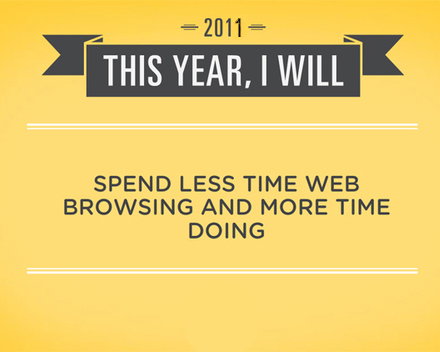 2011
THIS YEAR, I WILL
SPEND LESS TIME WEB
BROWSING AND MORE TIME
DOING